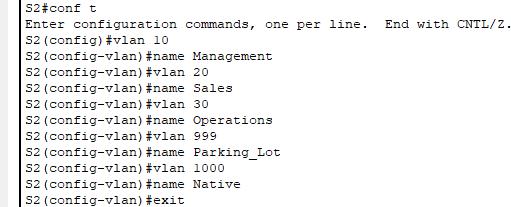 S2#conf t
Enter configuration commands, one per line.  End with CNTL/Z.
S2(config)#vlan 10
S2(config-vlan)#name Management
S2(config-vlan)#vlan 20
S2(config-vlan)#name Sales
S2(config-vlan)#vlan 30
S2(config-vlan)#name Operations
S2(config-vlan)#vlan 999
S2(config-vlan)#name Parking_Lot
S2(config-vlan)#vlan 1000
S2(config-vlan)#name Native
S2(config-vlan)#exit